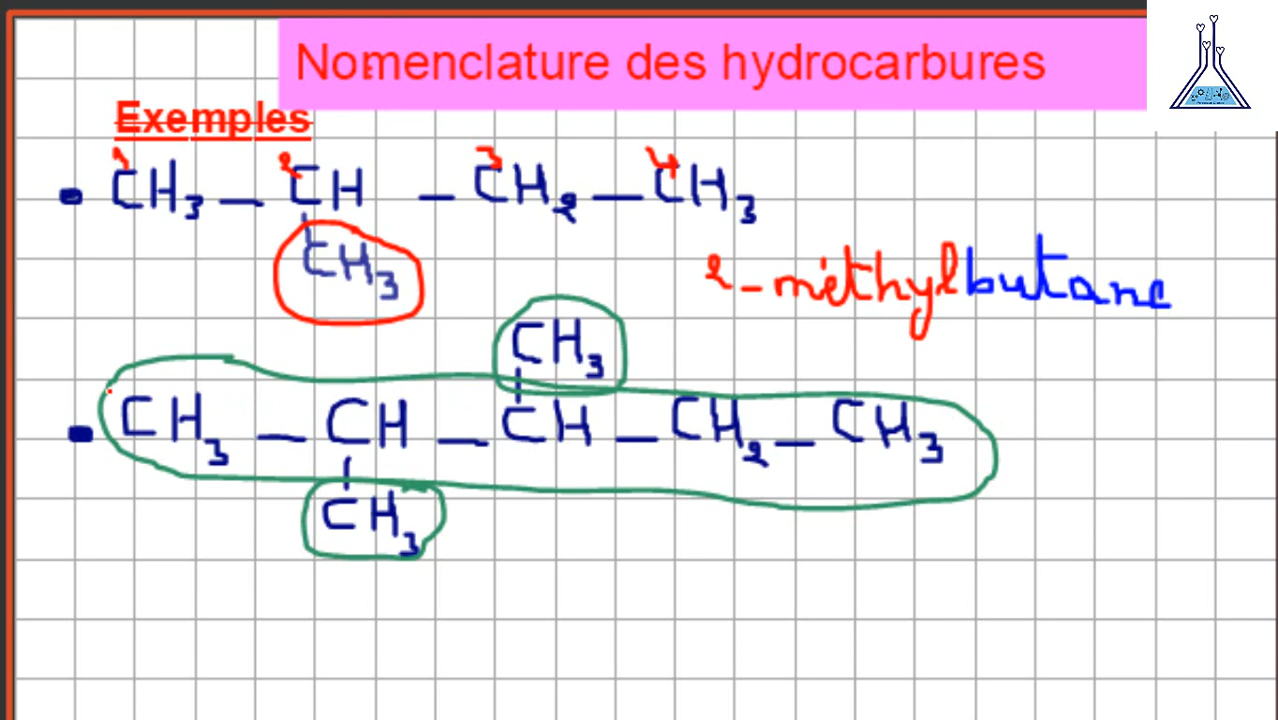 Nomenclature des hydrocarbures
Exemples
1 2 3 4
CH3 — CH — CH2 — CH3
CH3
2-méthylbutane
CH3
CH3 — CH — CH — CH2 — CH3
CH3